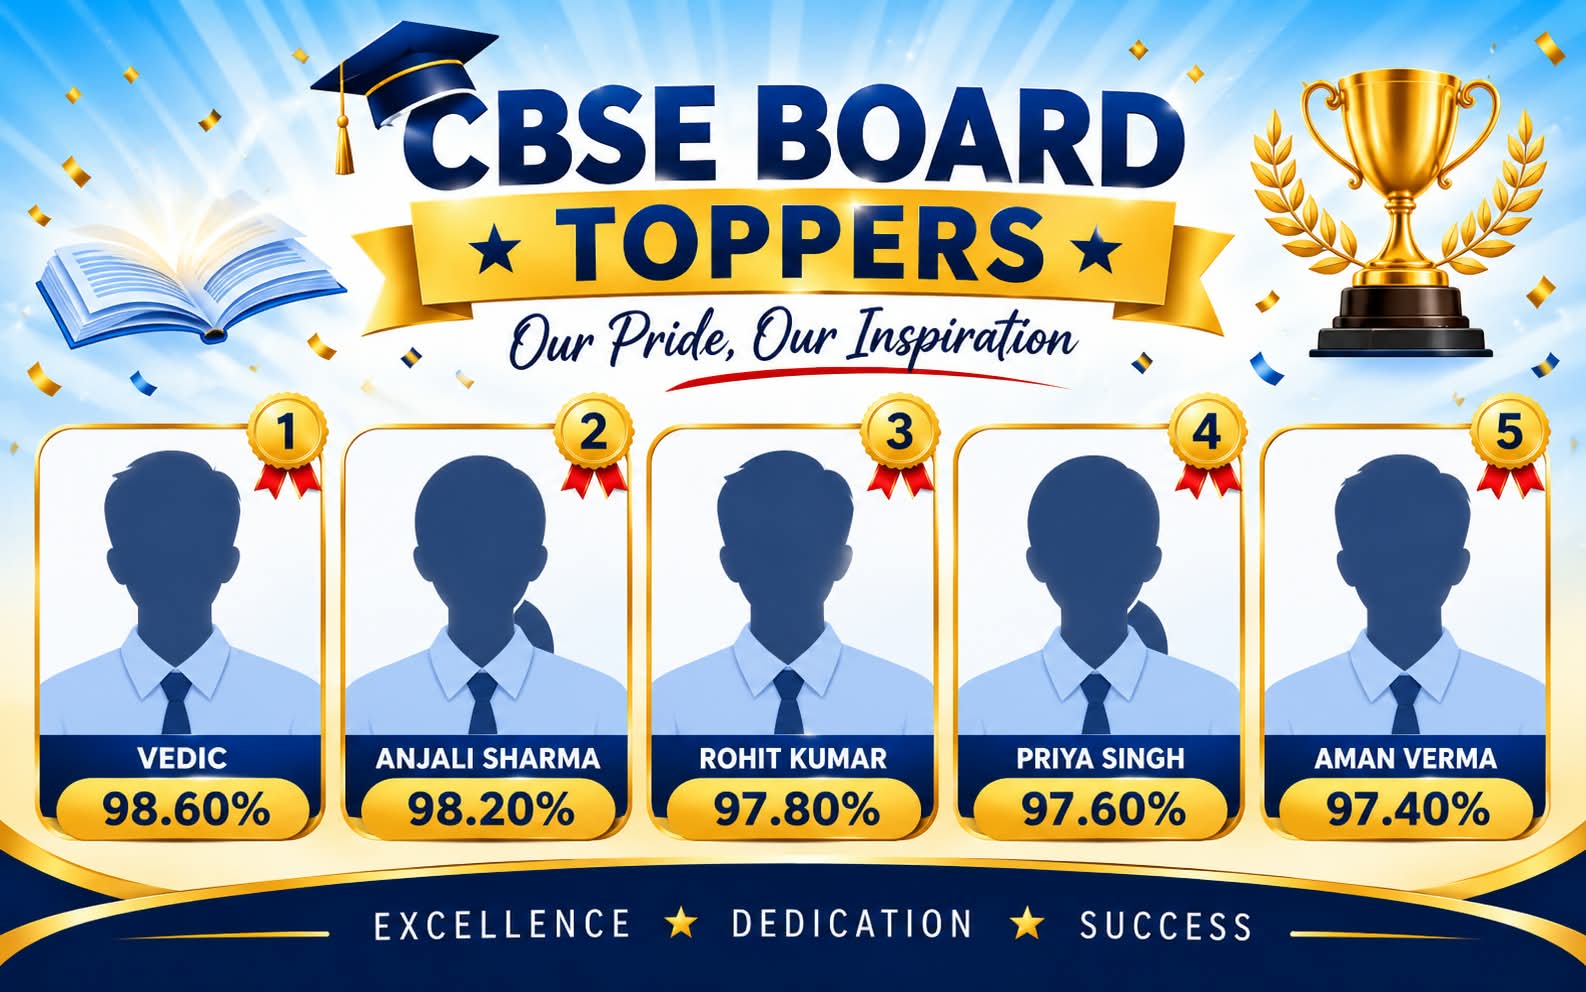 CBSE BOARD
TOPPERS
Our Pride, Our Inspiration
1
2
3
4
5
VEDIC
98.60%
ANJALI SHARMA
98.20%
ROHIT KUMAR
97.80%
PRIYA SINGH
97.60%
AMAN VERMA
97.40%
EXCELLENCE ★ DEDICATION ★ SUCCESS